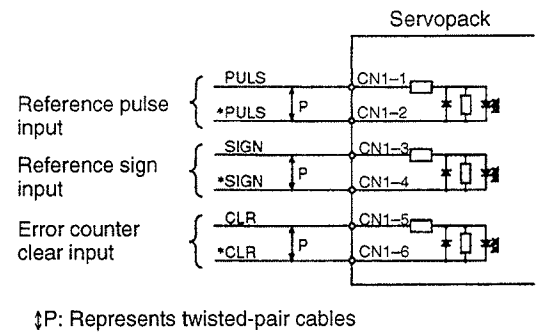 Servopack
PULS CN1–1
Reference pulse input
P
*PULS CN1–2
SIGN CN1–3
Reference sign input
P
*SIGN CN1–4
CLR CN1–5
Error counter clear input
P
*CLR CN1–6
↕P: Represents twisted-pair cables